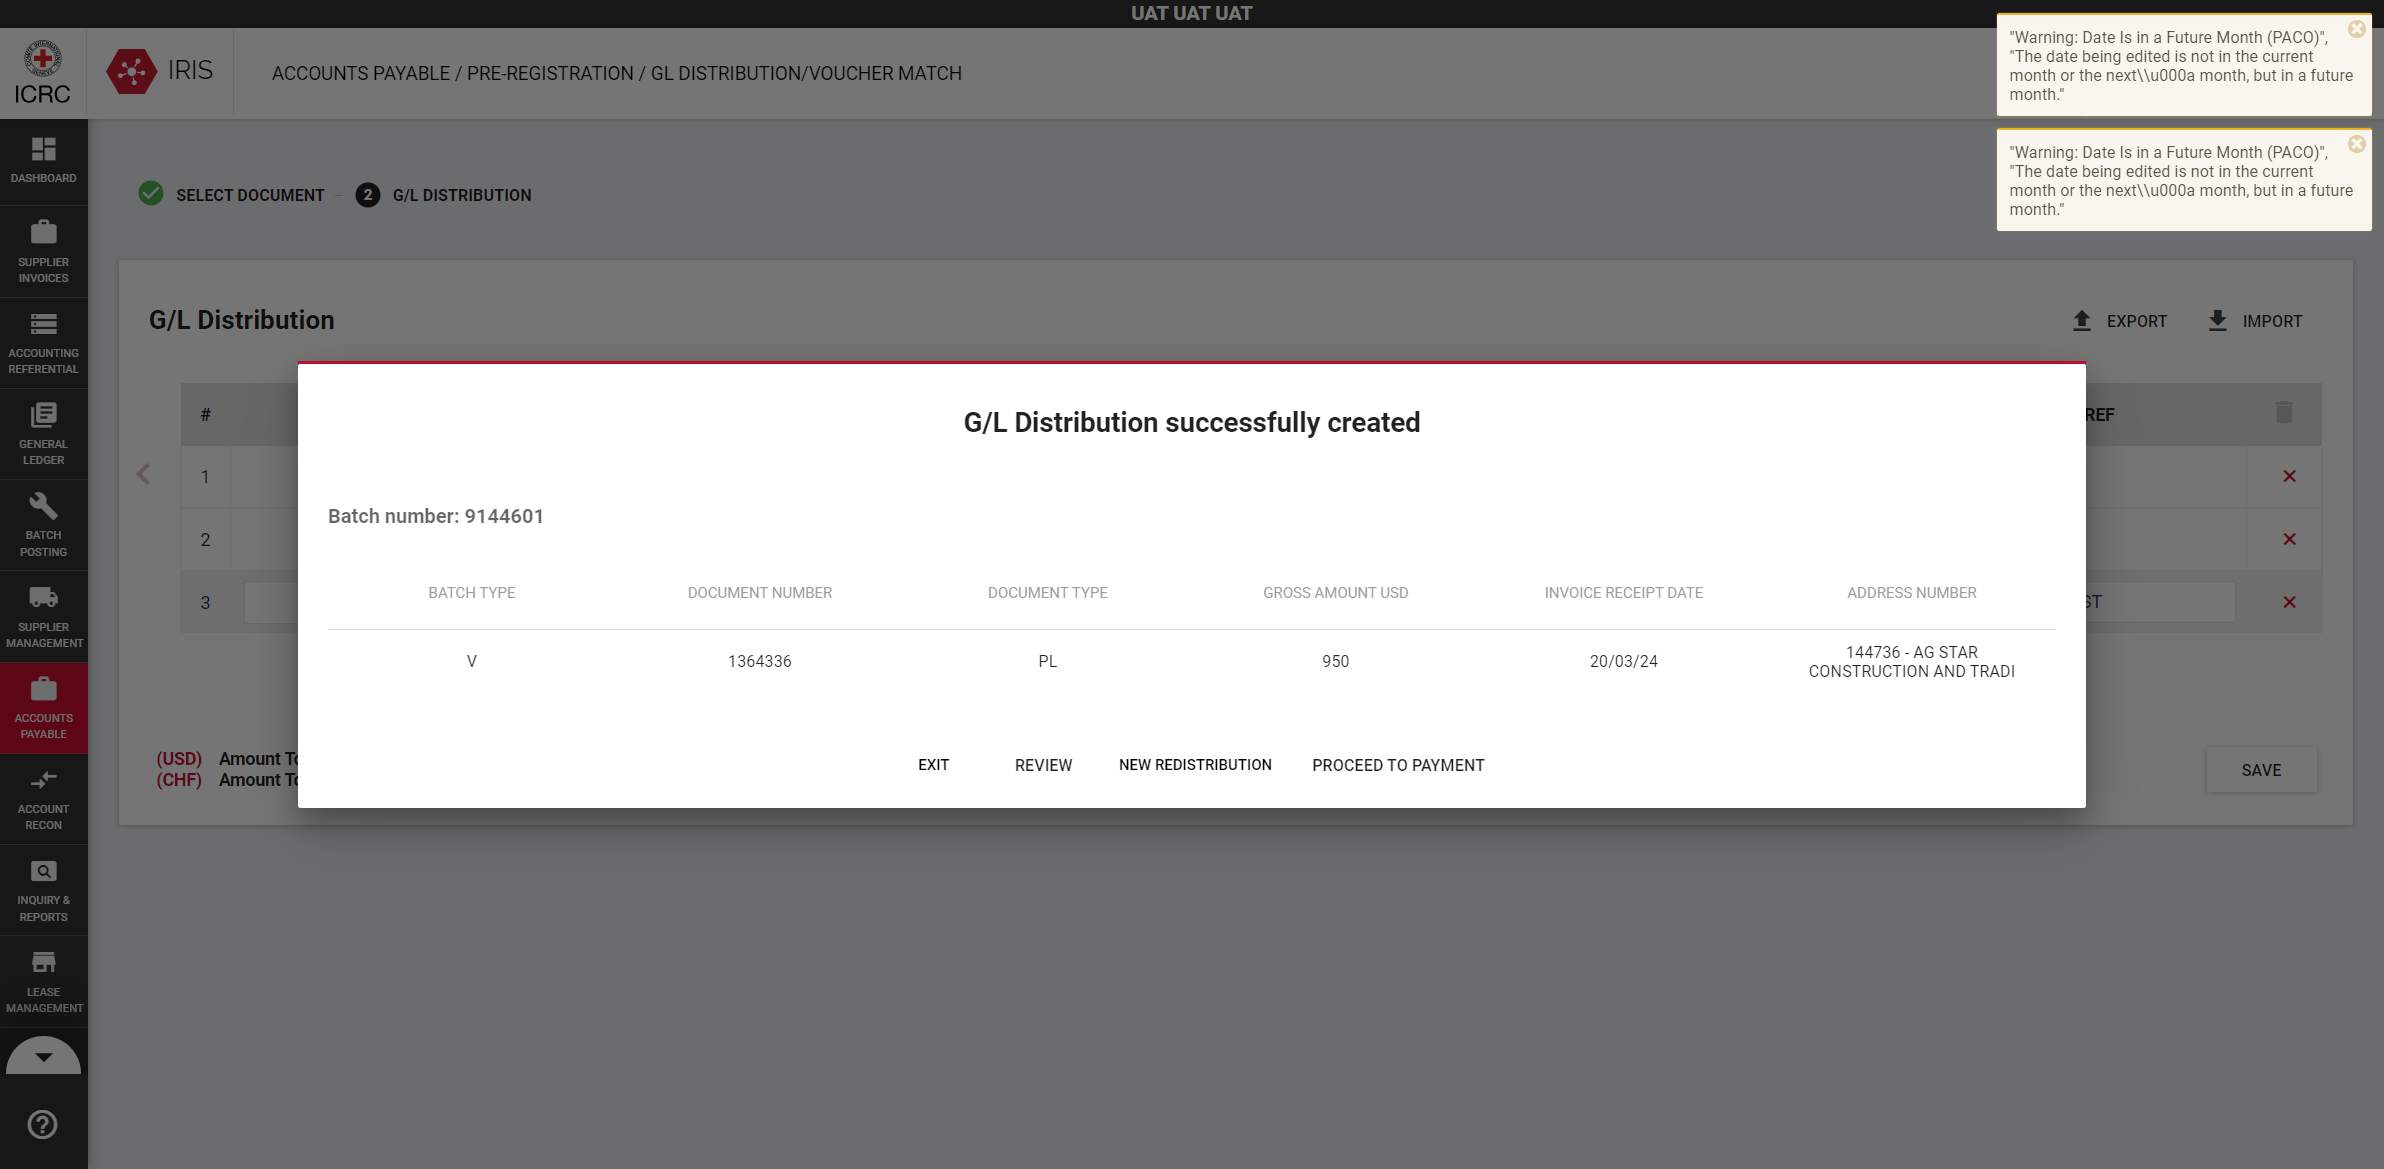 UAT UAT UAT
ICRC
IRIS
ACCOUNTS PAYABLE / PRE-REGISTRATION / GL DISTRIBUTION/VOUCHER MATCH
"Warning: Date Is in a Future Month (PACO)",
"The date being edited is not in the current
month or the next\\u000a month, but in a future
month."
"Warning: Date Is in a Future Month (PACO)",
"The date being edited is not in the current
month or the next\\u000a month, but in a future
month."
DASHBOARD
SUPPLIER
INVOICES
ACCOUNTING
REFERENTIAL
GENERAL
LEDGER
BATCH
POSTING
SUPPLIER
MANAGEMENT
ACCOUNTS
PAYABLE
ACCOUNT
RECON
INQUIRY &
REPORTS
LEASE
MANAGEMENT
SELECT DOCUMENT
2 G/L DISTRIBUTION
G/L Distribution
EXPORT
IMPORT
#
REF
1
2
3
ST
(USD) Amount To
(CHF) Amount To
SAVE
G/L Distribution successfully created
Batch number: 9144601
BATCH TYPE DOCUMENT NUMBER DOCUMENT TYPE GROSS AMOUNT USD INVOICE RECEIPT DATE ADDRESS NUMBER
V 1364336 PL 950 20/03/24 144736 - AG STAR
CONSTRUCTION AND TRADI
EXIT REVIEW NEW REDISTRIBUTION PROCEED TO PAYMENT